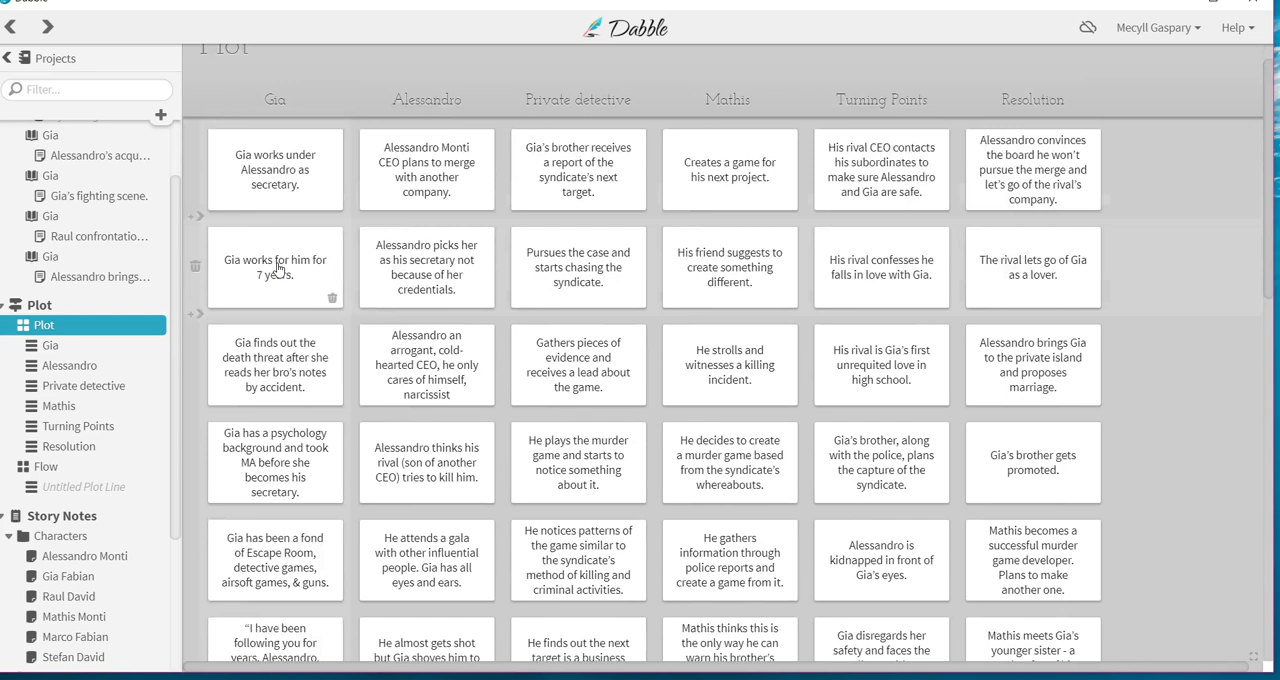 Dabble
Dabble
Mecyll Gaspary
Help
Projects
Filter...
Gia
Alessandro's acqu...
Gia
Gia's fighting scene.
Gia
Raul confrontatio...
Gia
Alessandro brings...
Plot
Plot
Gia
Alessandro
Private detective
Mathis
Turning Points
Resolution
Flow
Untitled Plot Line
Story Notes
Characters
Alessandro Monti
Gia Fabian
Raul David
Mathis Monti
Marco Fabian
Stefan David
Plot
Gia
Alessandro
Private detective
Mathis
Turning Points
Resolution
Gia works under
Alessandro as
secretary.
Alessandro Monti
CEO plans to merge
with another
company.
Gia's brother receives
a report of the
syndicate's next
target.
Creates a game for
his next project.
His rival CEO contacts
his subordinates to
make sure Alessandro
and Gia are safe.
Alessandro convinces
the board he won't
pursue the merge and
let's go of the rival's
company.
Gia works for him for
7 years.
Alessandro picks her
as his secretary not
because of her
credentials.
Pursues the case and
starts chasing the
syndicate.
His friend suggests to
create something
different.
His rival confesses he
falls in love with Gia.
The rival lets go of Gia
as a lover.
Gia finds out the
death threat after she
reads her bro's notes
by accident.
Alessandro an
arrogant, cold-
hearted CEO, he only
cares of himself,
narcissist
Gathers pieces of
evidence and
receives a lead about
the game.
He strolls and
witnesses a killing
incident.
His rival is Gia's first
unrequited love in
high school.
Alessandro brings Gia
to the private island
and proposes
marriage.
Gia has a psychology
background and took
MA before she
becomes his
secretary.
Alessandro thinks his
rival (son of another
CEO) tries to kill him.
He plays the murder
game and starts to
notice something
about it.
He decides to create
a murder game based
from the syndicate's
whereabouts.
Gia's brother, along
with the police, plans
the capture of the
syndicate.
Gia's brother gets
promoted.
Gia has been a fond
of Escape Room,
detective games,
airsoft games, & guns.
He attends a gala
with other influential
people. Gia has all
eyes and ears.
He notices patterns of
the game similar to
the syndicate's
method of killing and
criminal activities.
He gathers
information through
police reports and
create a game from it.
Alessandro is
kidnapped in front of
Gia's eyes.
Mathis becomes a
successful murder
game developer.
Plans to make
another one.
"I have been
following you for
years, Alessandro.
He almost gets shot
but Gia shoves him to
He finds out the next
target is a business
Mathis thinks this is
the only way he can
warn his brother's
Gia disregards her
safety and faces the
Mathis meets Gia's
younger sister - a